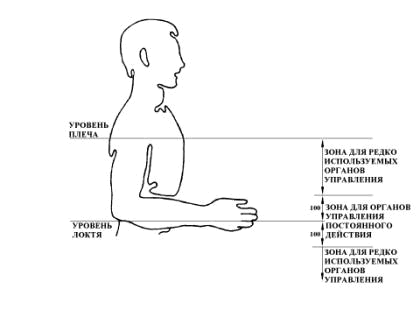 УРОВЕНЬ
ПЛЕЧА
ЗОНА ДЛЯ РЕДКО
ИСПОЛЬЗУЕМЫХ
ОРГАНОВ
УПРАВЛЕНИЯ
100
ЗОНА ДЛЯ ОРГАНОВ
УПРАВЛЕНИЯ
ПОСТОЯННОГО
ДЕЙСТВИЯ
УРОВЕНЬ
ЛОКТЯ
100
ЗОНА ДЛЯ РЕДКО
ИСПОЛЬЗУЕМЫХ
ОРГАНОВ
УПРАВЛЕНИЯ